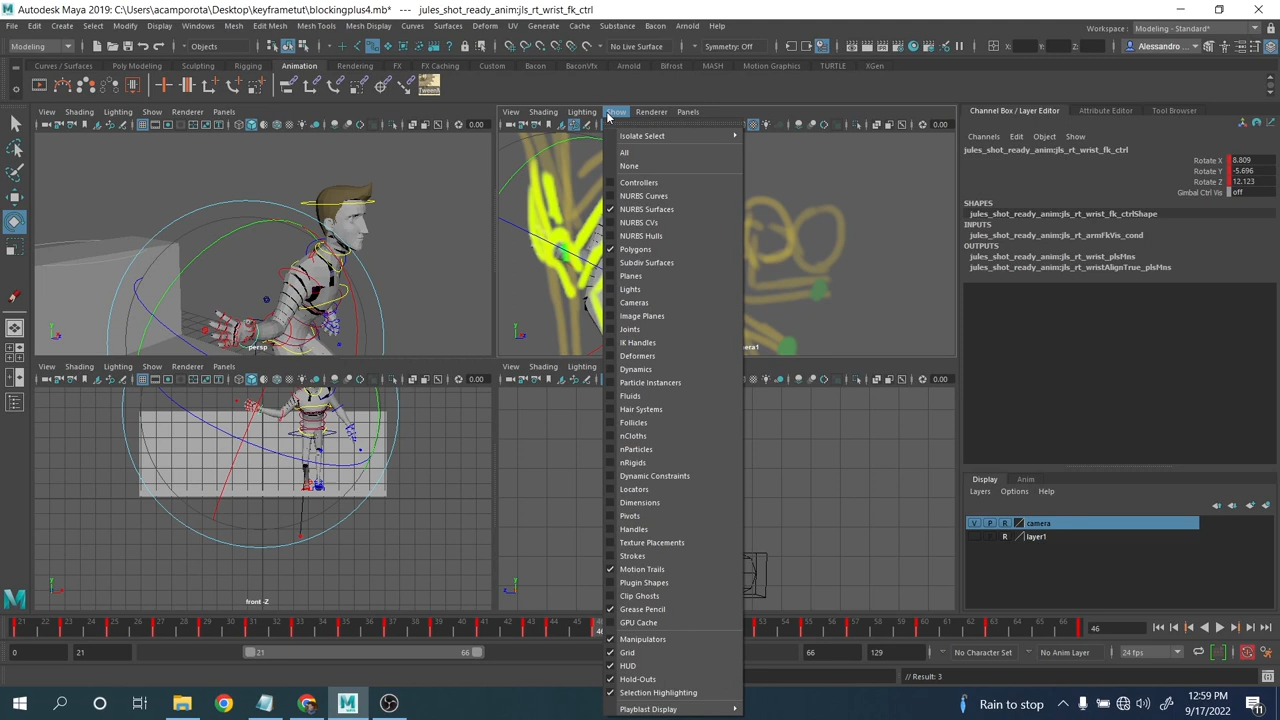 Autodesk Maya 2019: C:\Users\acamporota\Desktop\keyframetut\blockingplus4.mb* --- jules_shot_ready_anim:jls_rt_wrist_fk_ctrl
File Edit Create Select Modify Display Windows Mesh Edit Mesh Mesh Tools Mesh Display Curves Surfaces Deform UV Generate Cache Substance Bacon Arnold Help
Workspace: Modeling - Standard*
Modeling Objects No Live Surface Symmetry: Off X: Y: Z: Alessandro ...
Curves / Surfaces Poly Modeling Sculpting Rigging Animation Rendering FX FX Caching Custom Bacon BaconVfx Arnold Bifrost MASH Motion Graphics TURTLE XGen
View Shading Lighting Show Renderer Panels
View Shading Lighting Show Renderer Panels
0.00
0.00
Isolate Select
All
None
Controllers
NURBS Curves
NURBS Surfaces
NURBS CVs
NURBS Hulls
Polygons
Subdiv Surfaces
Planes
Lights
Cameras
Image Planes
Joints
IK Handles
Deformers
Dynamics
Particle Instancers
Fluids
Hair Systems
Follicles
nCloths
nParticles
nRigids
Dynamic Constraints
Locators
Dimensions
Pivots
Handles
Texture Placements
Strokes
Motion Trails
Plugin Shapes
Clip Ghosts
Grease Pencil
GPU Cache
Manipulators
Grid
HUD
Hold-Outs
Selection Highlighting
Playblast Display
persp
View Shading Lighting Show Renderer Panels
View Shading Lighting
0.00
0.00
front -Z
Channel Box / Layer Editor Attribute Editor Tool Browser
Channels Edit Object Show
jules_shot_ready_anim:jls_rt_wrist_fk_ctrl
Rotate X 8.809
Rotate Y -5.696
Rotate Z 12.123
Gimbal Ctrl Vis off
SHAPES
jules_shot_ready_anim:jls_rt_wrist_fk_ctrlShape
INPUTS
jules_shot_ready_anim:jls_rt_armFkVis_cond
OUTPUTS
jules_shot_ready_anim:jls_rt_wrist_plsMns
jules_shot_ready_anim:jls_rt_wristAlignTrue_plsMns
Display Anim
Layers Options Help
V P R camera
R layer1
46
0 21 21 66 66 129 No Character Set No Anim Layer 24 fps
// Result: 3
Rain to stop
12:59 PM
9/17/2022